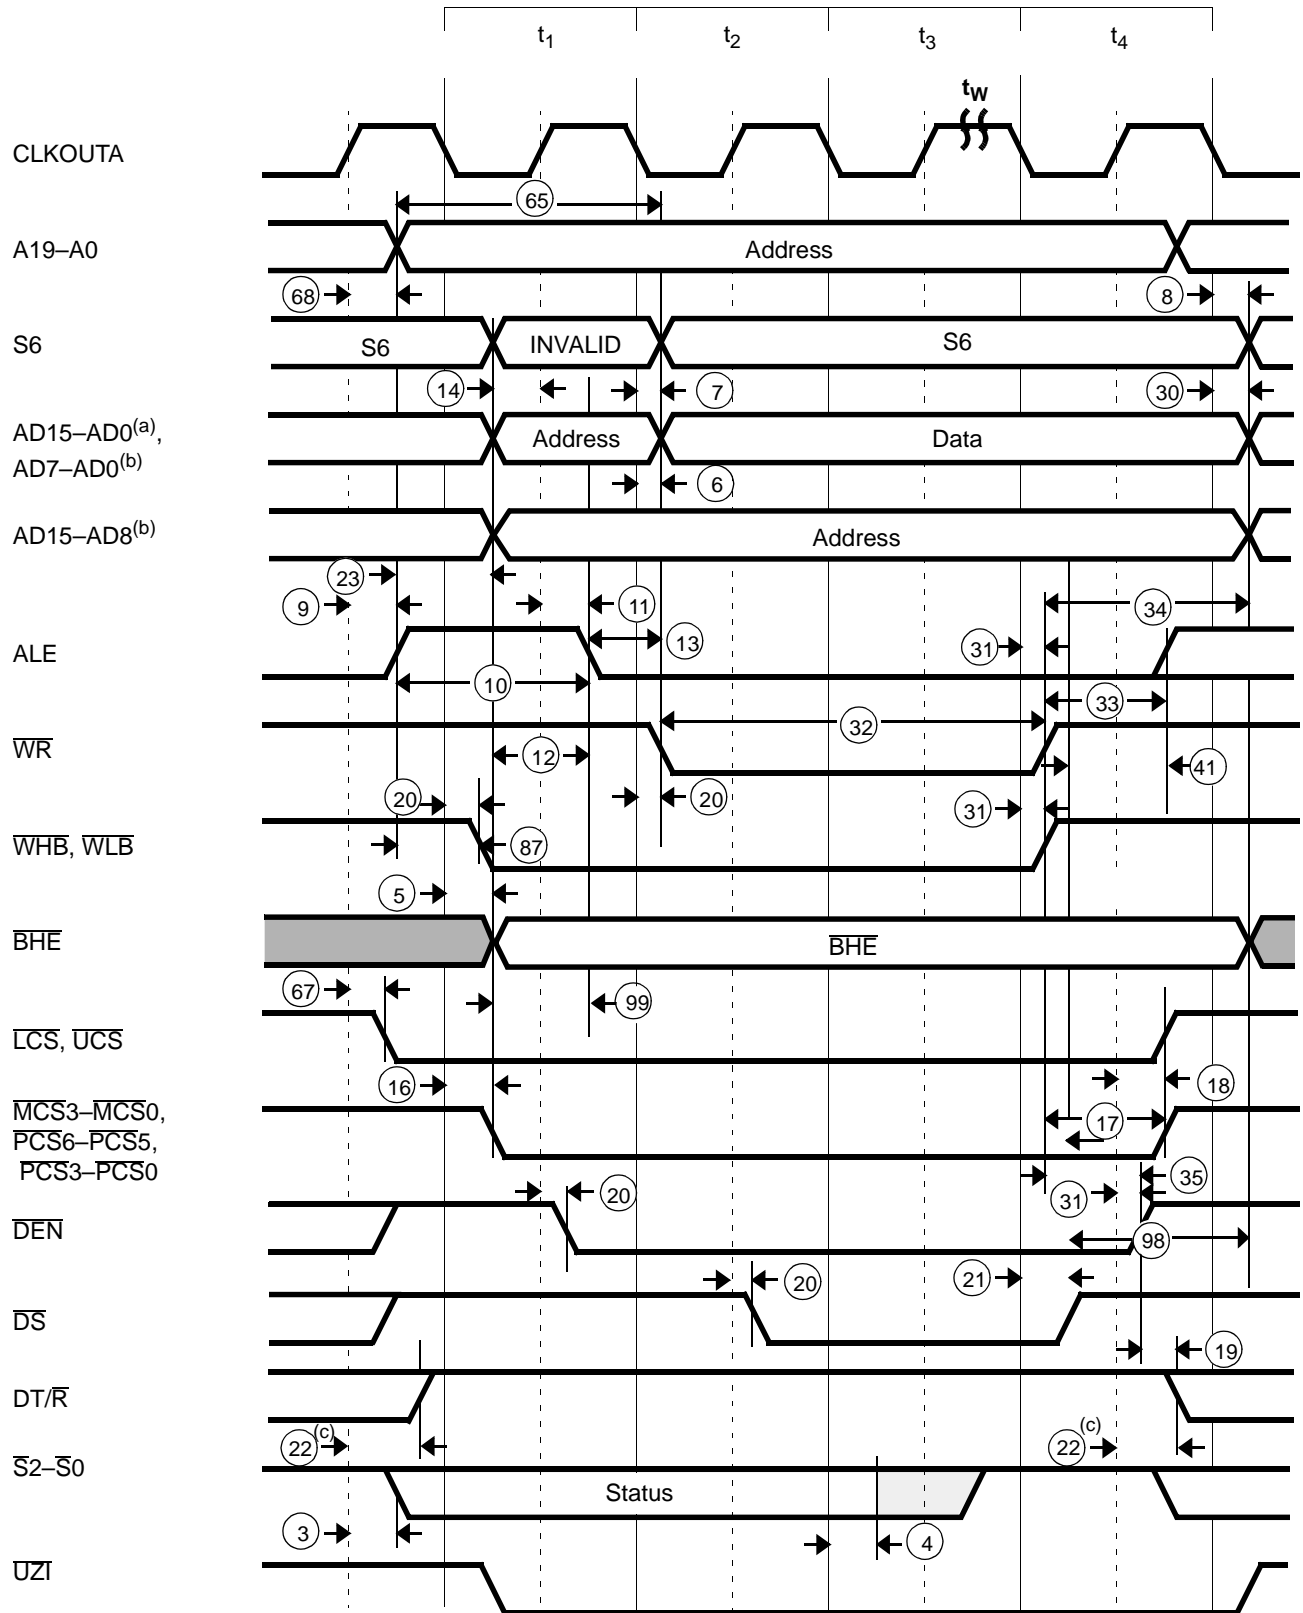 t1 t2 t3 t4
tW
CLKOUTA
65
A19–A0 Address
68 8
S6 S6 INVALID S6
14 7 30
AD15–AD0(a), Address Data
AD7–AD0(b)
6
AD15–AD8(b) Address
23
9 11 34
13
ALE 31
10
33
WR 32
12 41
20 20 31
WHB, WLB 87
5
BHE BHE
67 99
LCS, UCS
16 18
MCS3–MCS0, 17
PCS6–PCS5,
PCS3–PCS0
35
20 31
DEN 98
20 21
DS
19
DT/R
22(c) 22(c)
S2–S0
Status
3 4
UZI